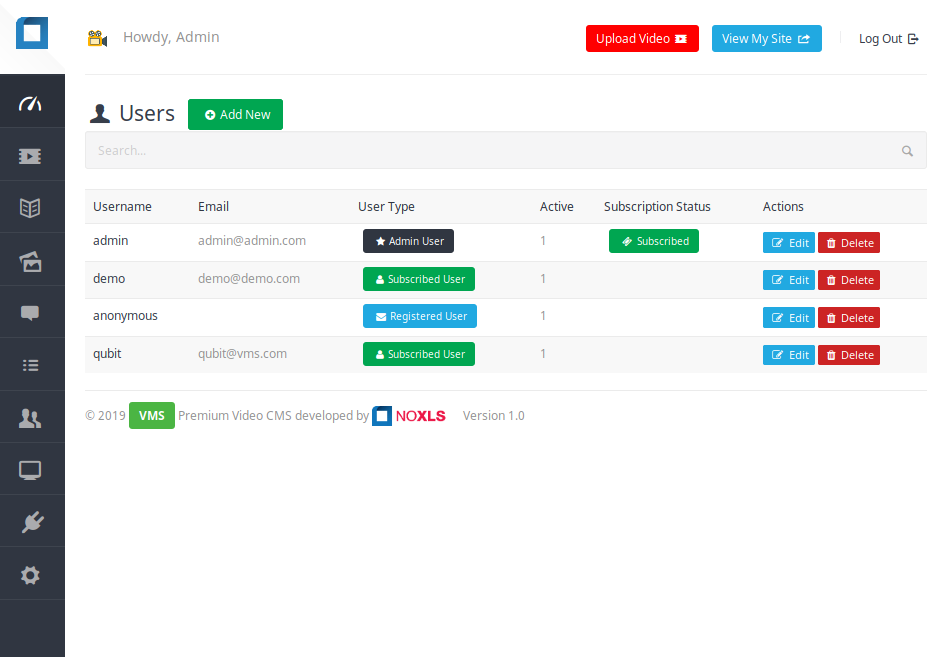 Howdy, Admin
Upload Video
View My Site
Log Out
Users
Add New
Search...
Username Email User Type Active Subscription Status Actions
admin admin@admin.com Admin User 1 Subscribed Edit Delete
demo demo@demo.com Subscribed User 1 Edit Delete
anonymous Registered User 1 Edit Delete
qubit qubit@vms.com Subscribed User 1 Edit Delete
© 2019 VMS Premium Video CMS developed by NOXLS Version 1.0